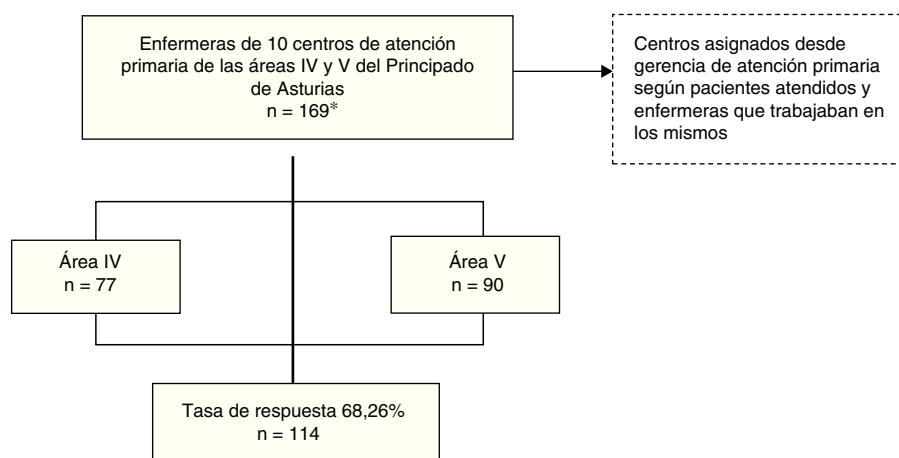 Enfermeras de 10 centros de atención
primaria de las áreas IV y V del Principado
de Asturias
n = 169*
Centros asignados desde
gerencia de atención primaria
según pacientes atendidos y
enfermeras que trabajaban en
los mismos
Área IV
n = 77
Área V
n = 90
Tasa de respuesta 68,26%
n = 114